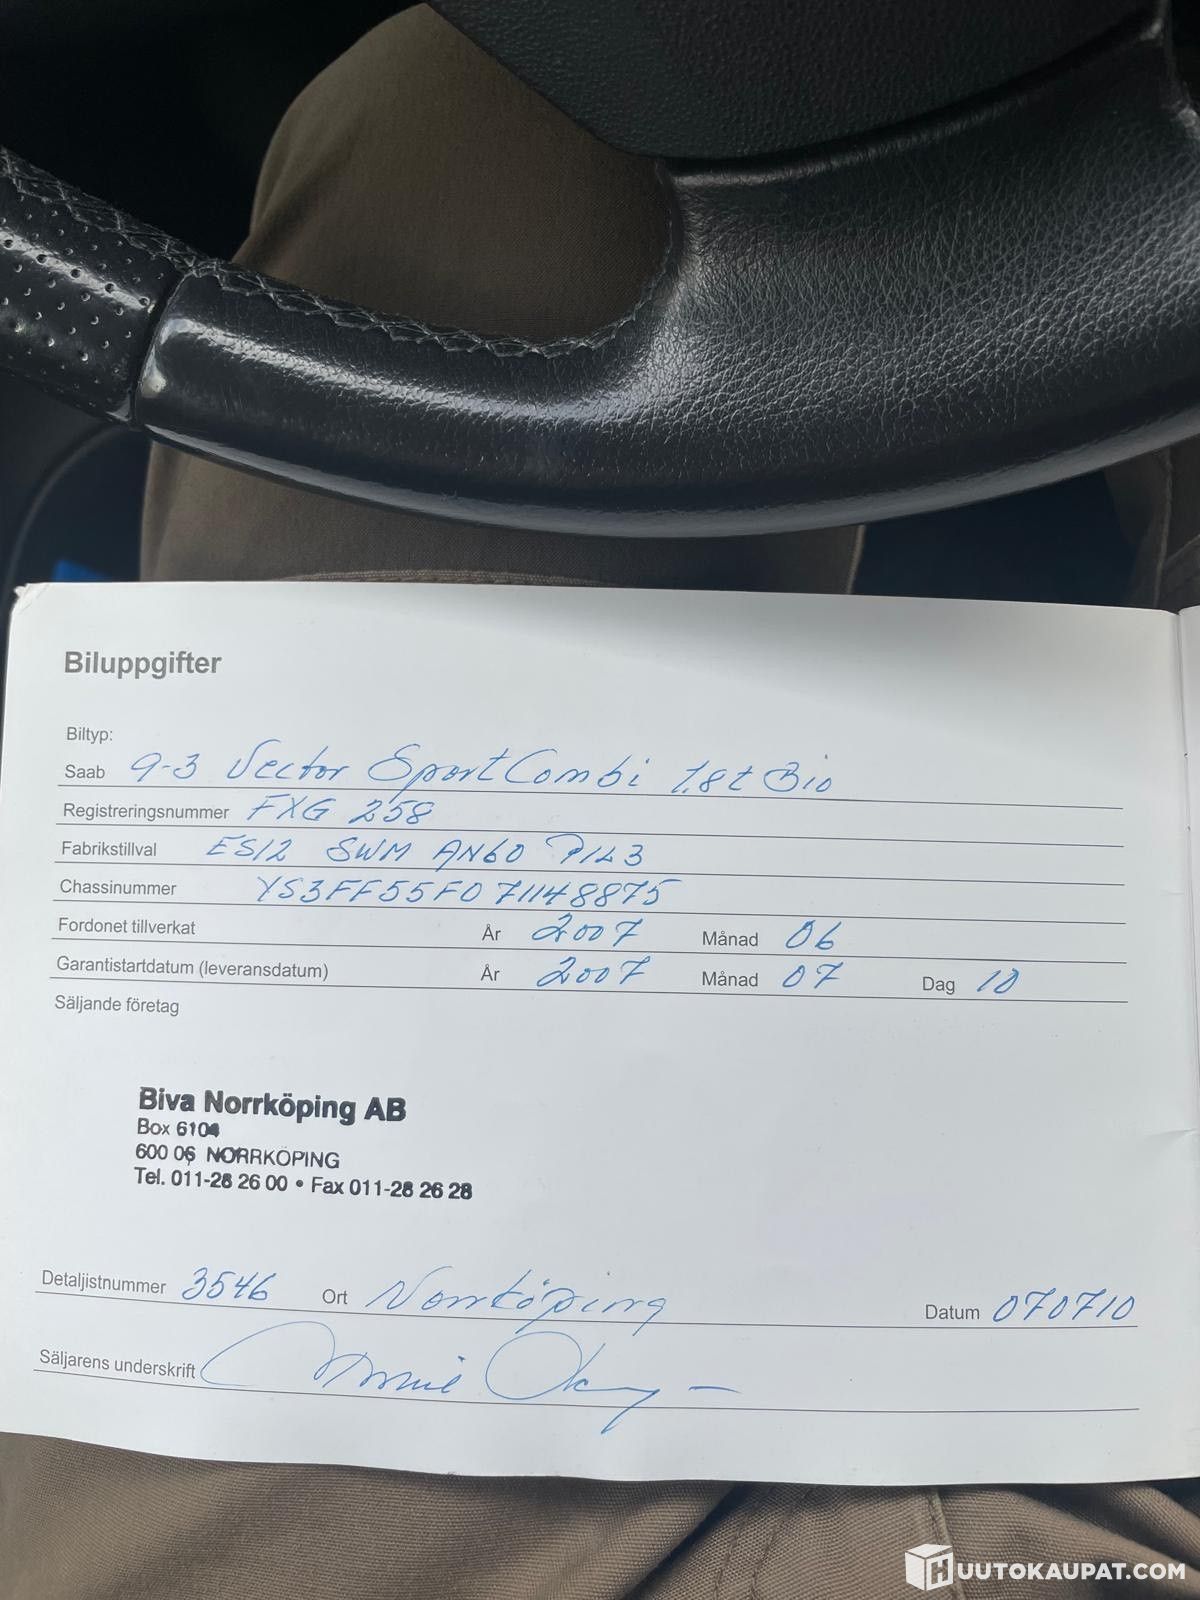 Biluppgifter
Biltyp:
Saab 9-3 Vector SportCombi 1.8t Bio
Registreringsnummer FXG 258
Fabrikstillval ES12 SWM AN60 P1L3
Chassinummer YS3FF55F071148875
Fordonet tillverkat År 2007 Månad 06
Garantistartdatum (leveransdatum) År 2007 Månad 07 Dag 10
Säljande företag
Biva Norrköping AB
Box 6104
600 06 NORRKÖPING
Tel. 011-28 26 00 • Fax 011-28 26 28
Detaljistnummer 3546 Ort Norrköping Datum 070710
Säljarens underskrift
HUUTOKAUPAT.COM